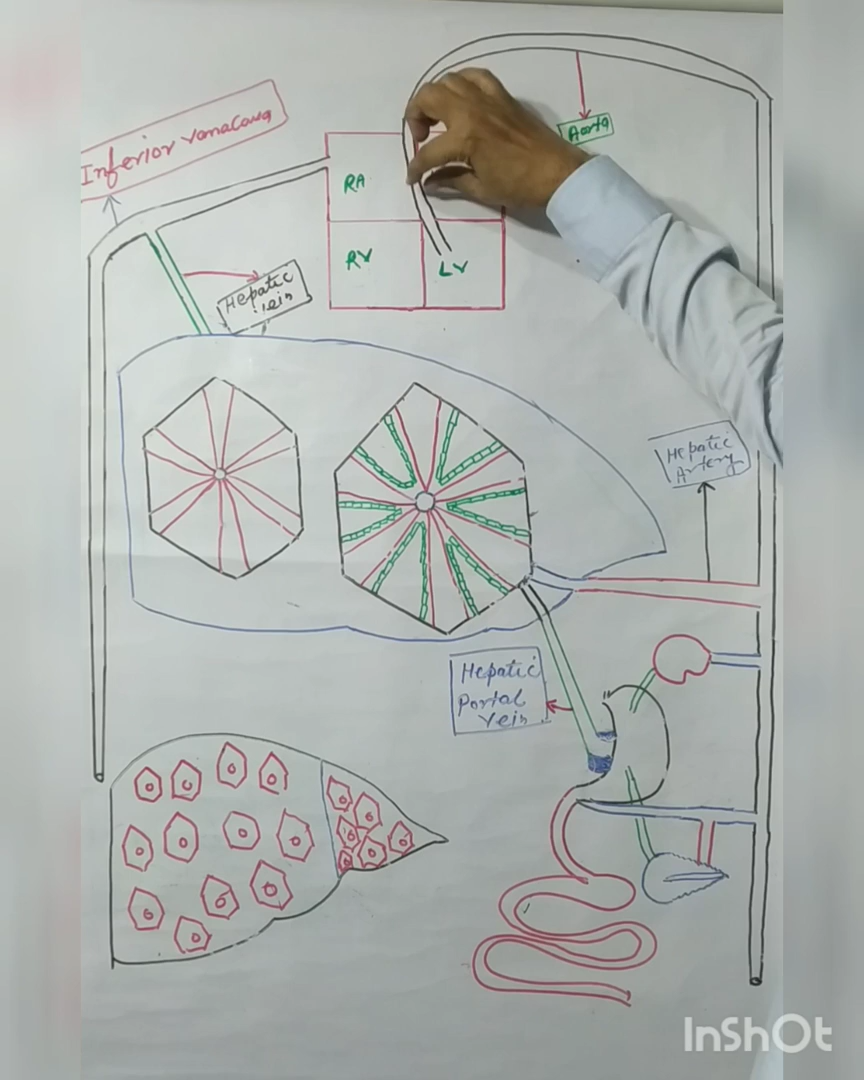 Aorta
Inferior vanacava
RA
RV
LV
Hepatic
vein
Hepatic
Artery
Hepatic
Portal
vein
InShOt